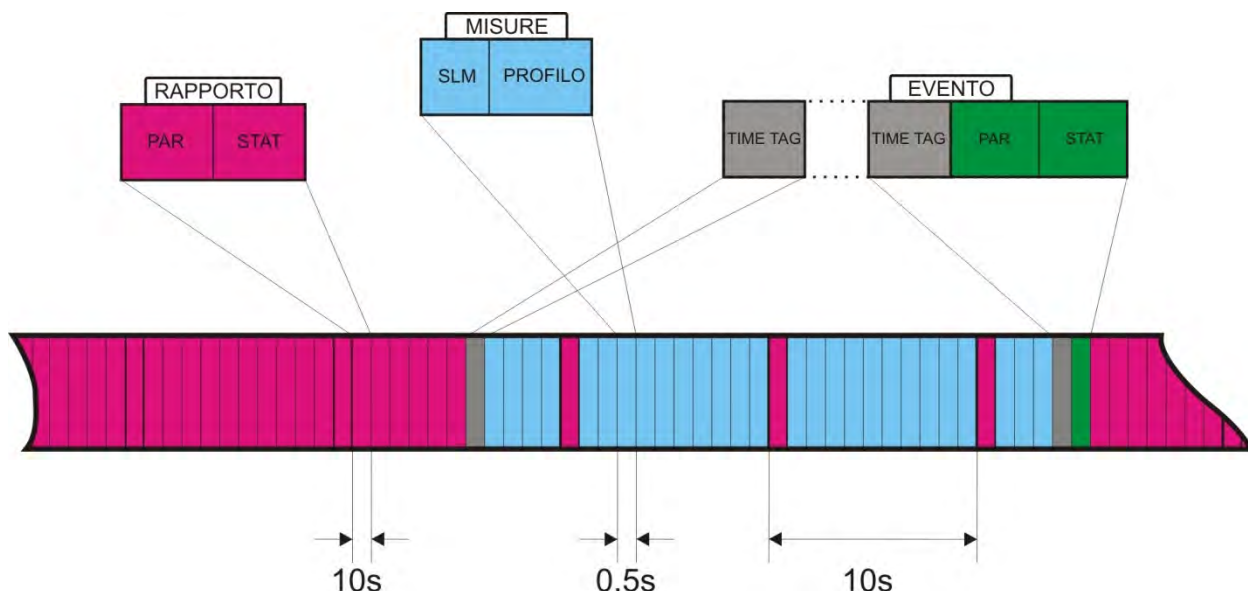 MISURE
SLM PROFILO
RAPPORTO
PAR STAT
EVENTO
TIME TAG TIME TAG PAR STAT
10s 0.5s 10s